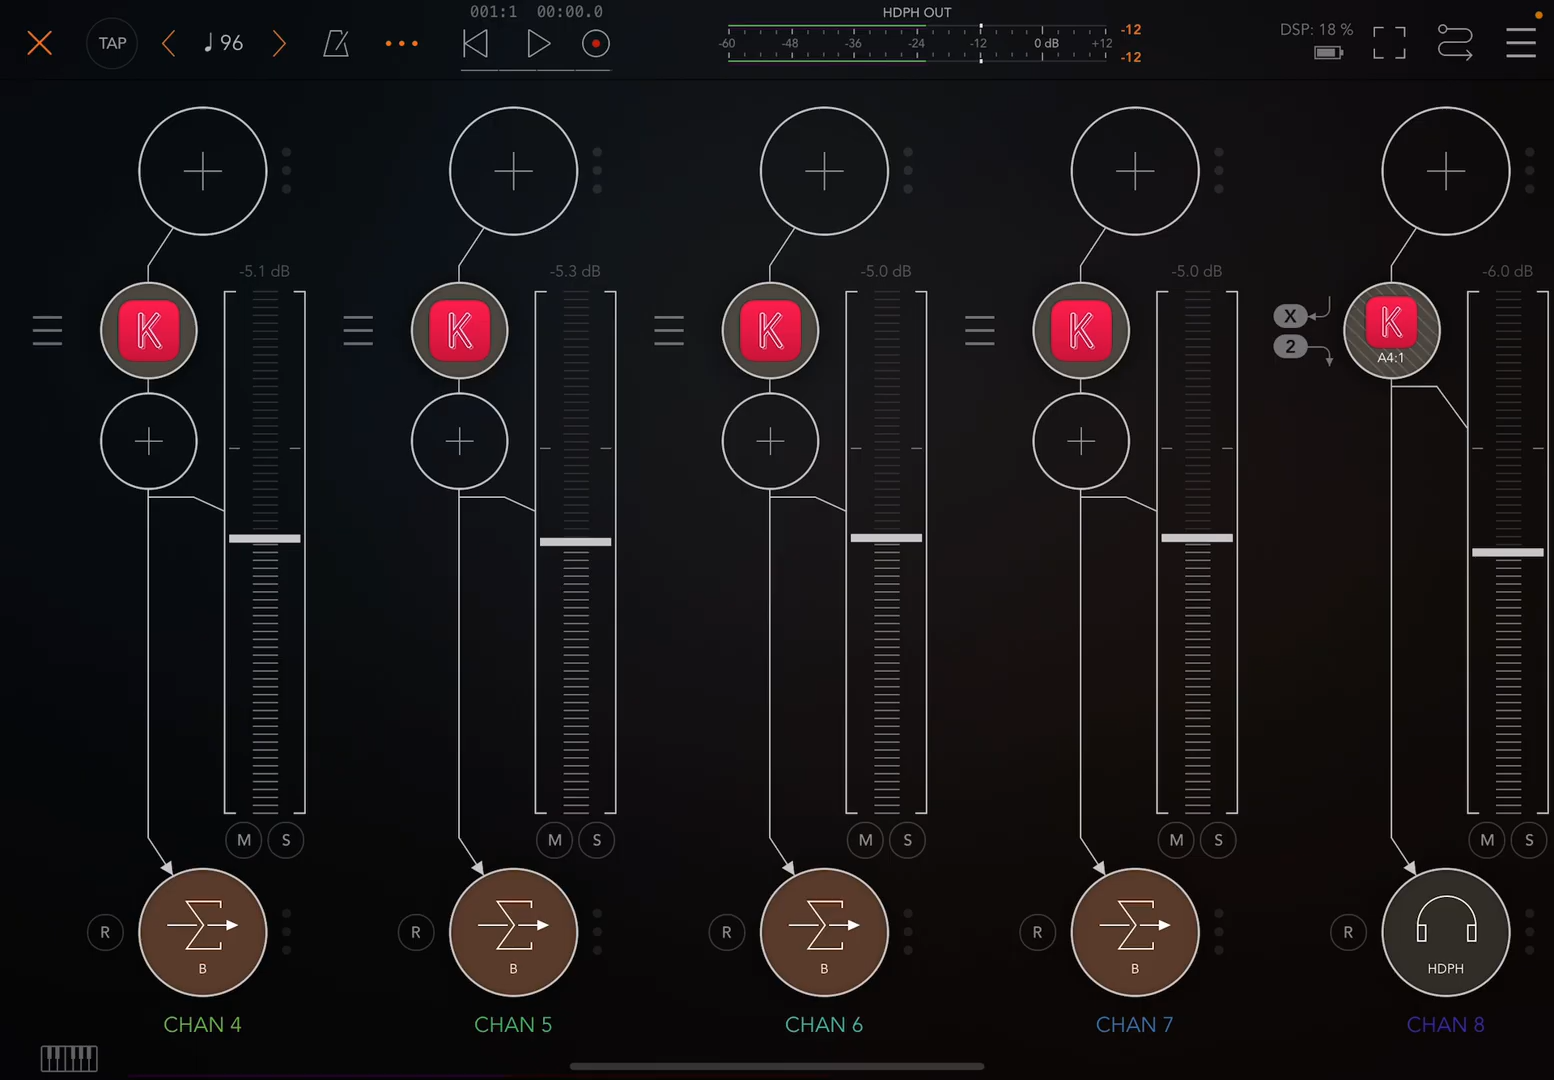 001:1 00:00.0
HDPH OUT
TAP
96
-60 -48 -36 -24 -12 0 dB +12
-12
-12
DSP: 18 %
-5.1 dB
-5.3 dB
-5.0 dB
-5.0 dB
-6.0 dB
K
K
K
K
X
2
K
A4:1
M S
M S
M S
M S
M S
R
B
R
B
R
B
R
B
R
HDPH
CHAN 4
CHAN 5
CHAN 6
CHAN 7
CHAN 8